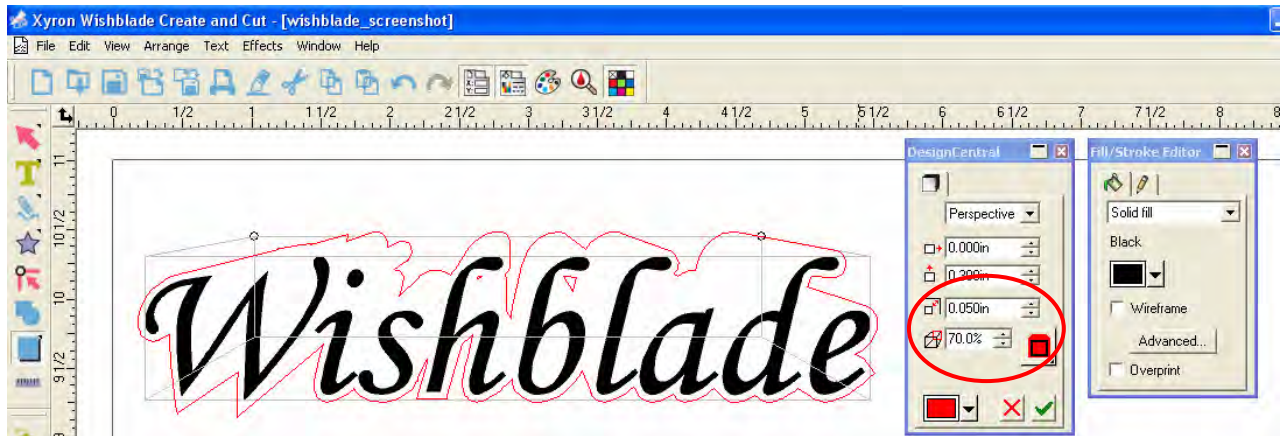 Xyron Wishblade Create and Cut - [wishblade_screenshot]
File Edit View Arrange Text Effects Window Help
0 1/2 1 1 1/2 2 2 1/2 3 3 1/2 4 4 1/2 5 5 1/2 6 6 1/2 7 7 1/2 8
11
10 1/2
10
9 1/2
9
Wishblade
DesignCentral
Perspective
0.000in
0.300in
0.050in
70.0%
Fill/Stroke Editor
Solid fill
Black
Wireframe
Advanced...
Overprint